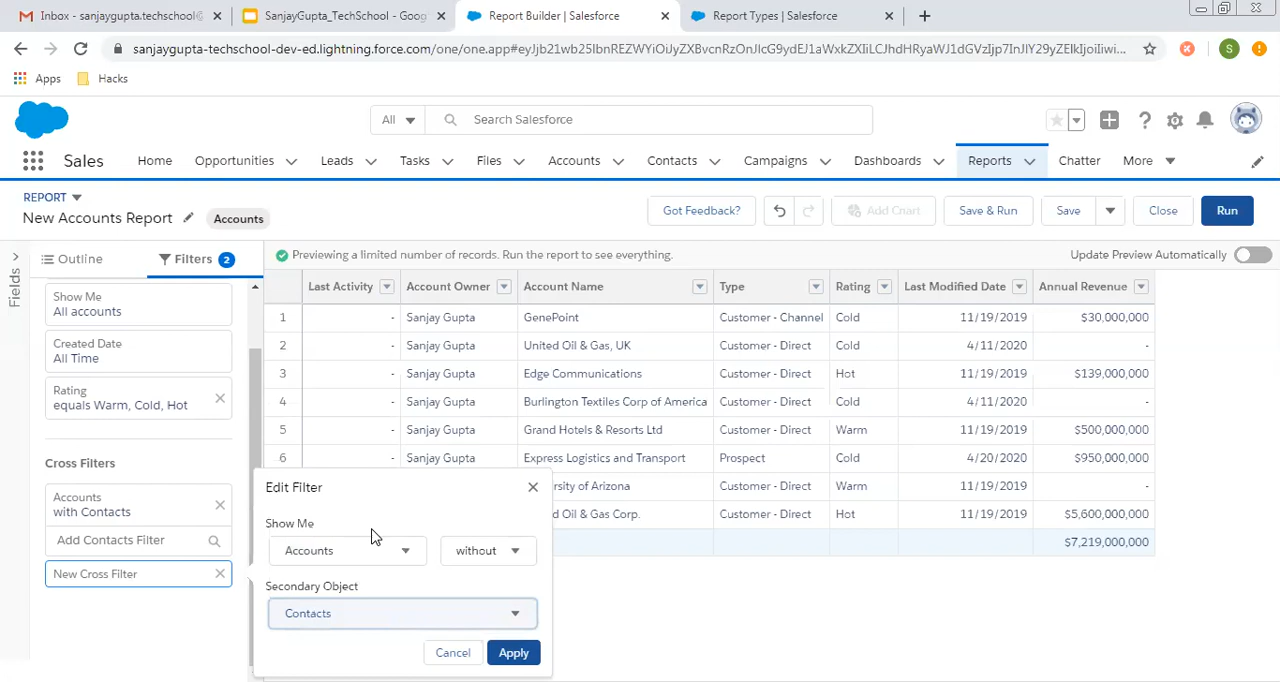 Inbox - sanjaygupta.techschool@ SanjayGupta_TechSchool - Goog Report Builder | Salesforce Report Types | Salesforce
Apps Hacks
All Search Salesforce
Sales Home Opportunities Leads Tasks Files Accounts Contacts Campaigns Dashboards Reports Chatter More
REPORT
New Accounts Report Accounts Got Feedback? Add Chart Save & Run Save Close Run
Fields Outline Filters 2 Previewing a limited number of records. Run the report to see everything. Update Preview Automatically
Show Me
All accounts
Created Date
All Time
Rating
equals Warm, Cold, Hot
Cross Filters
Accounts
with Contacts
Add Contacts Filter
New Cross Filter
Last Activity Account Owner Account Name Type Rating Last Modified Date Annual Revenue
1 - Sanjay Gupta GenePoint Customer - Channel Cold 11/19/2019 $30,000,000
2 - Sanjay Gupta United Oil & Gas, UK Customer - Direct Cold 4/11/2020 -
3 - Sanjay Gupta Edge Communications Customer - Direct Hot 11/19/2019 $139,000,000
4 - Sanjay Gupta Burlington Textiles Corp of America Customer - Direct Cold 4/11/2020 -
5 - Sanjay Gupta Grand Hotels & Resorts Ltd Customer - Direct Warm 11/19/2019 $500,000,000
6 - Sanjay Gupta Express Logistics and Transport Prospect Cold 4/20/2020 $950,000,000
rsity of Arizona Customer - Direct Warm 11/19/2019 -
d Oil & Gas Corp. Customer - Direct Hot 11/19/2019 $5,600,000,000
$7,219,000,000
Edit Filter
Show Me
Accounts without
Secondary Object
Contacts
Cancel Apply